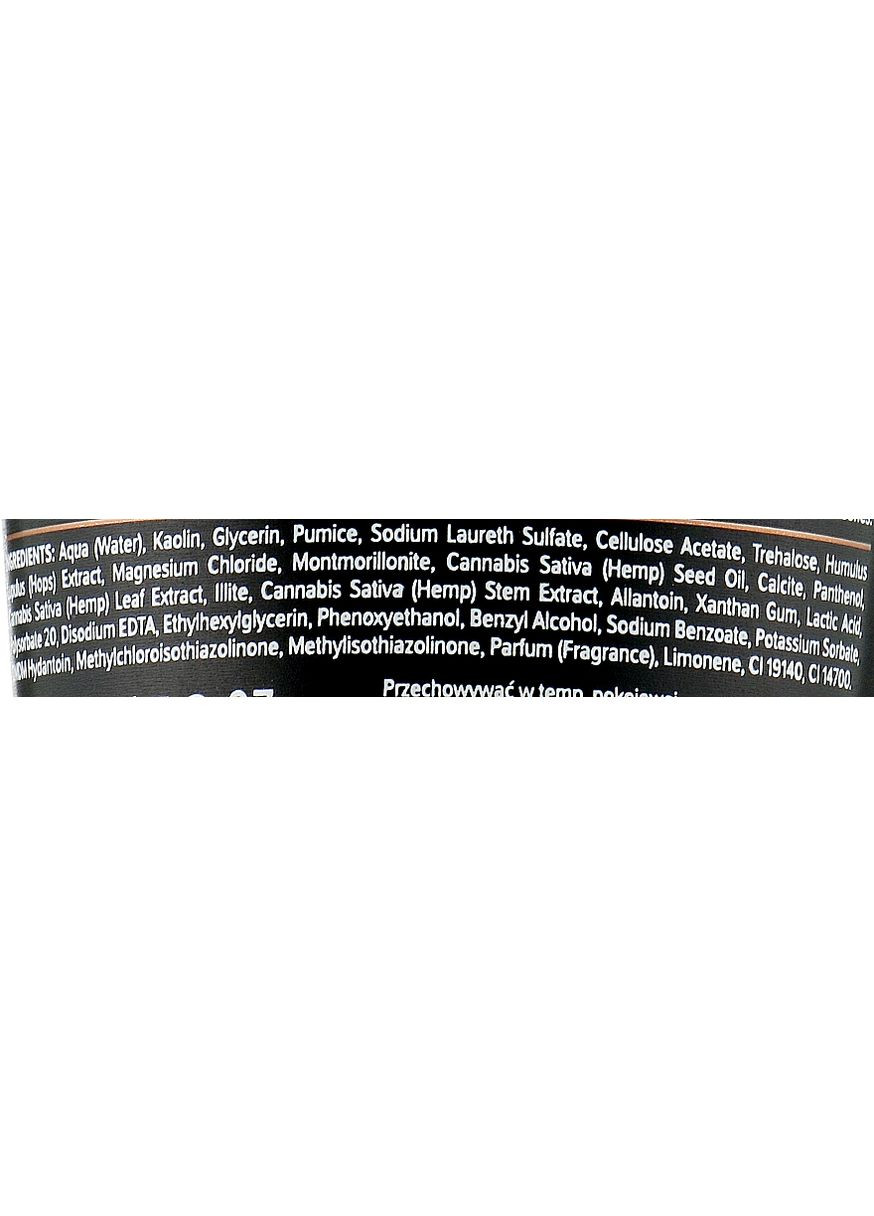 INGREDIENTS: Aqua (Water), Kaolin, Glycerin, Pumice, Sodium Laureth Sulfate, Cellulose Acetate, Trehalose, Humulus
Lupulus (Hops) Extract, Magnesium Chloride, Montmorillonite, Cannabis Sativa (Hemp) Seed Oil, Calcite, Panthenol,
Cannabis Sativa (Hemp) Leaf Extract, Illite, Cannabis Sativa (Hemp) Stem Extract, Allantoin, Xanthan Gum, Lactic Acid,
Polysorbate 20, Disodium EDTA, Ethylhexylglycerin, Phenoxyethanol, Benzyl Alcohol, Sodium Benzoate, Potassium Sorbate,
DMDM Hydantoin, Methylchloroisothiazolinone, Methylisothiazolinone, Parfum (Fragrance), Limonene, CI 19140, CI 14700.
Przechowywać w temp. pokojowej